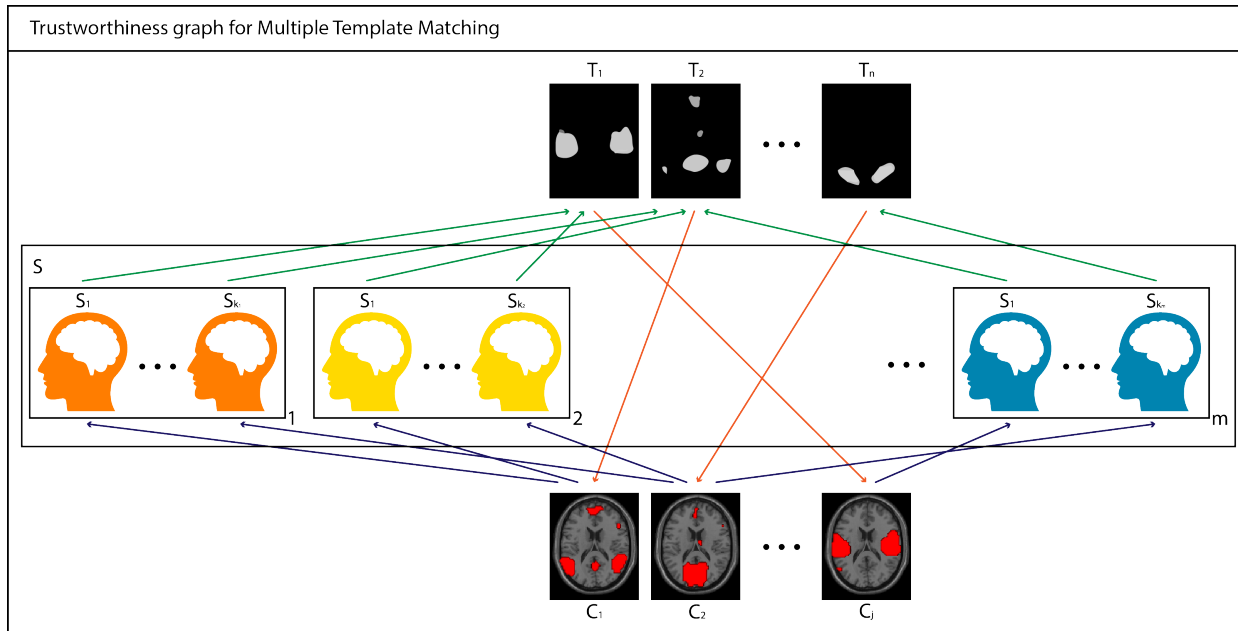 Trustworthiness graph for Multiple Template Matching
T₁ T₂ Tₙ
S
S₁ Sₖ₁ S₁ Sₖ₂ S₁ Sₖₘ
1 2 m
C₁ C₂ Cⱼ